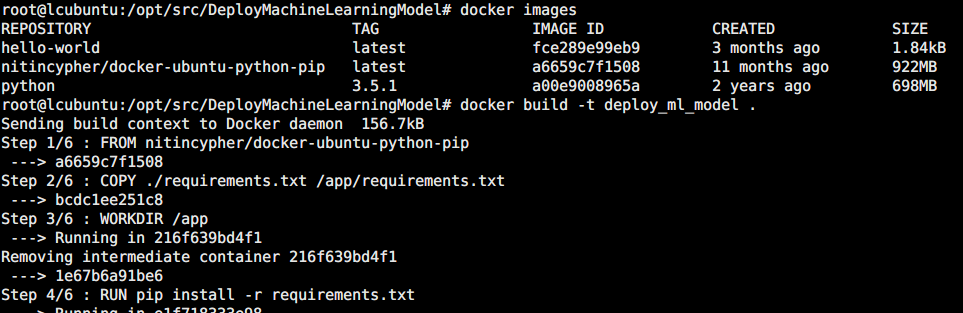 root@lcubuntu:/opt/src/DeployMachineLearningModel# docker images
REPOSITORY TAG IMAGE ID CREATED SIZE
hello-world latest fce289e99eb9 3 months ago 1.84kB
nitincypher/docker-ubuntu-python-pip latest a6659c7f1508 11 months ago 922MB
python 3.5.1 a00e9008965a 2 years ago 698MB
root@lcubuntu:/opt/src/DeployMachineLearningModel# docker build -t deploy_ml_model .
Sending build context to Docker daemon 156.7kB
Step 1/6 : FROM nitincypher/docker-ubuntu-python-pip
---> a6659c7f1508
Step 2/6 : COPY ./requirements.txt /app/requirements.txt
---> bcdc1ee251c8
Step 3/6 : WORKDIR /app
---> Running in 216f639bd4f1
Removing intermediate container 216f639bd4f1
---> 1e67b6a91be6
Step 4/6 : RUN pip install -r requirements.txt
---> Running in